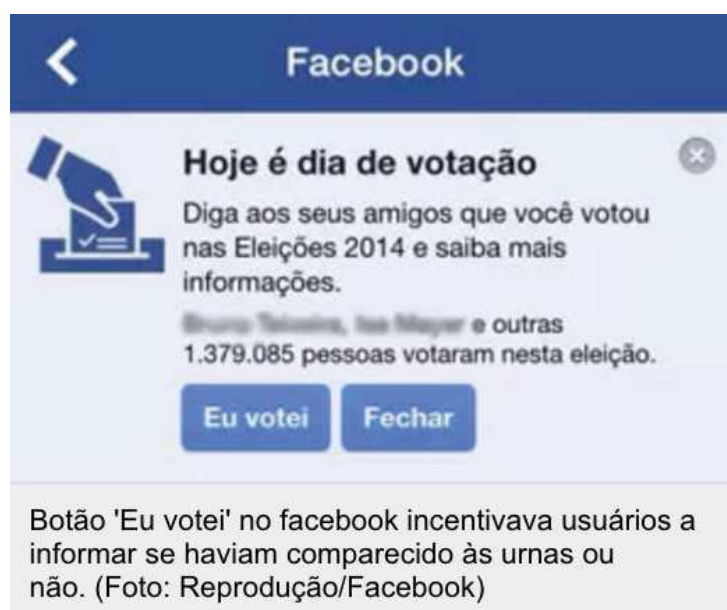 Facebook
Hoje é dia de votação
Diga aos seus amigos que você votou
nas Eleições 2014 e saiba mais
informações.
e outras
1.379.085 pessoas votaram nesta eleição.
Eu votei
Fechar
Botão 'Eu votei' no facebook incentivava usuários a
informar se haviam comparecido às urnas ou
não. (Foto: Reprodução/Facebook)